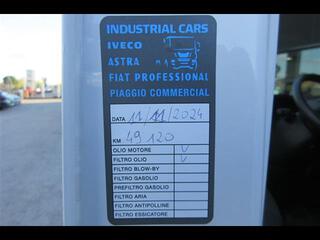 INDUSTRIAL CARS
IVECO
ASTRA
FIAT PROFESSIONAL
PIAGGIO COMMERCIAL
DATA 11/11/2024
KM 49120
OLIO MOTORE V
FILTRO OLIO V
FILTRO BLOW-BY
FILTRO GASOLIO
PREFILTRO GASOLIO
FILTRO ARIA
FILTRO ANTIPOLLINE
FILTRO ESSICATORE